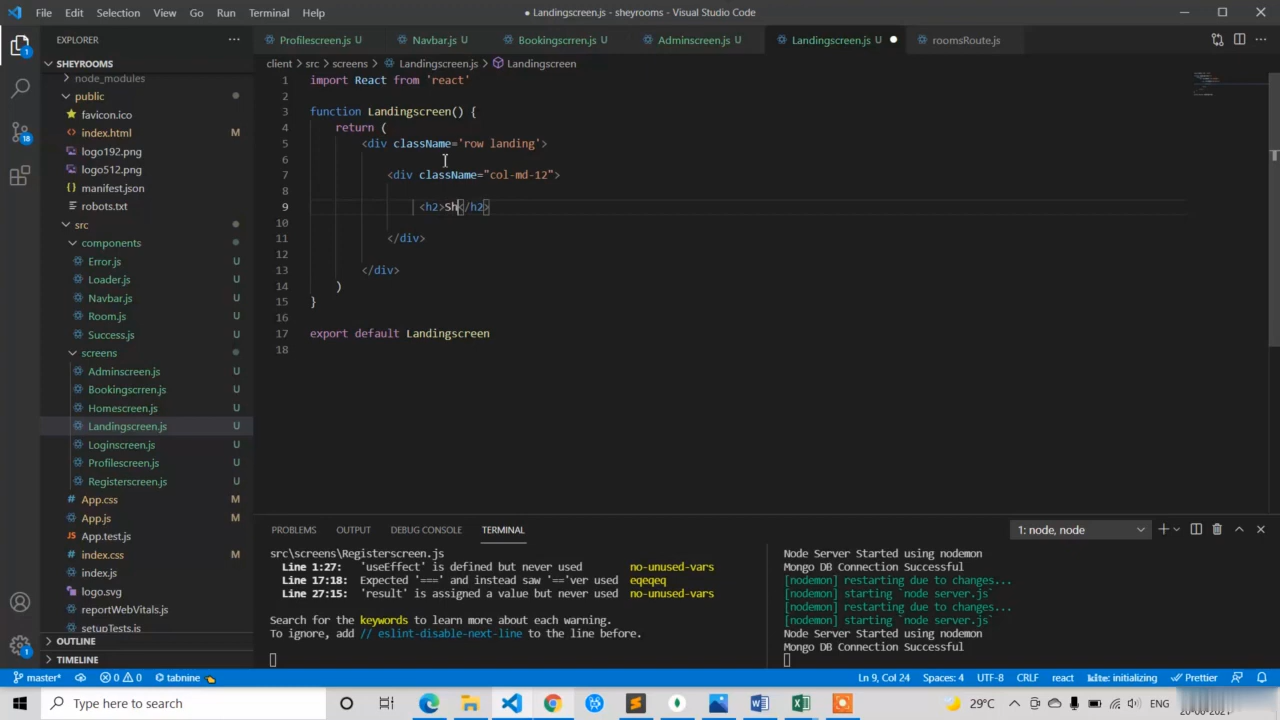 File Edit Selection View Go Run Terminal Help
● Landingscreen.js - sheyrooms - Visual Studio Code
EXPLORER
SHEYROOMS
node_modules
public
favicon.ico
index.html M
logo192.png
logo512.png
manifest.json
robots.txt
src
components
Error.js U
Loader.js U
Navbar.js U
Room.js U
Success.js U
screens
Adminscreen.js U
Bookingscrren.js U
Homescreen.js U
Landingscreen.js U
Loginscreen.js U
Profilescreen.js U
Registerscreen.js U
App.css M
App.js M
App.test.js
index.css M
index.js
logo.svg
reportWebVitals.js
setupTests.js
OUTLINE
TIMELINE
1
18
1
Profilescreen.js U Navbar.js U Bookingscrren.js U Adminscreen.js U Landingscreen.js U roomsRoute.js
client > src > screens > Landingscreen.js > Landingscreen
1 import React from 'react'
2
3 function Landingscreen() {
4 return (
5 <div className='row landing'>
6
7 <div className="col-md-12">
8
9 <h2>Sh</h2>
10
11 </div>
12
13 </div>
14 )
15 }
16
17 export default Landingscreen
18
PROBLEMS OUTPUT DEBUG CONSOLE TERMINAL 1: node, node
src\screens\Registerscreen.js
Line 1:27: 'useEffect' is defined but never used no-unused-vars
Line 17:18: Expected '===' and instead saw '=='ver used eqeqeq
Line 27:15: 'result' is assigned a value but never used no-unused-vars
Search for the keywords to learn more about each warning.
To ignore, add // eslint-disable-next-line to the line before.
Node Server Started using nodemon
Mongo DB Connection Successful
[nodemon] restarting due to changes...
[nodemon] starting `node server.js`
[nodemon] restarting due to changes...
[nodemon] starting `node server.js`
Node Server Started using nodemon
Mongo DB Connection Successful
master* 0 0 tabnine Ln 9, Col 24 Spaces: 4 UTF-8 CRLF react kite: initializing Prettier
Type here to search 29°C ENG